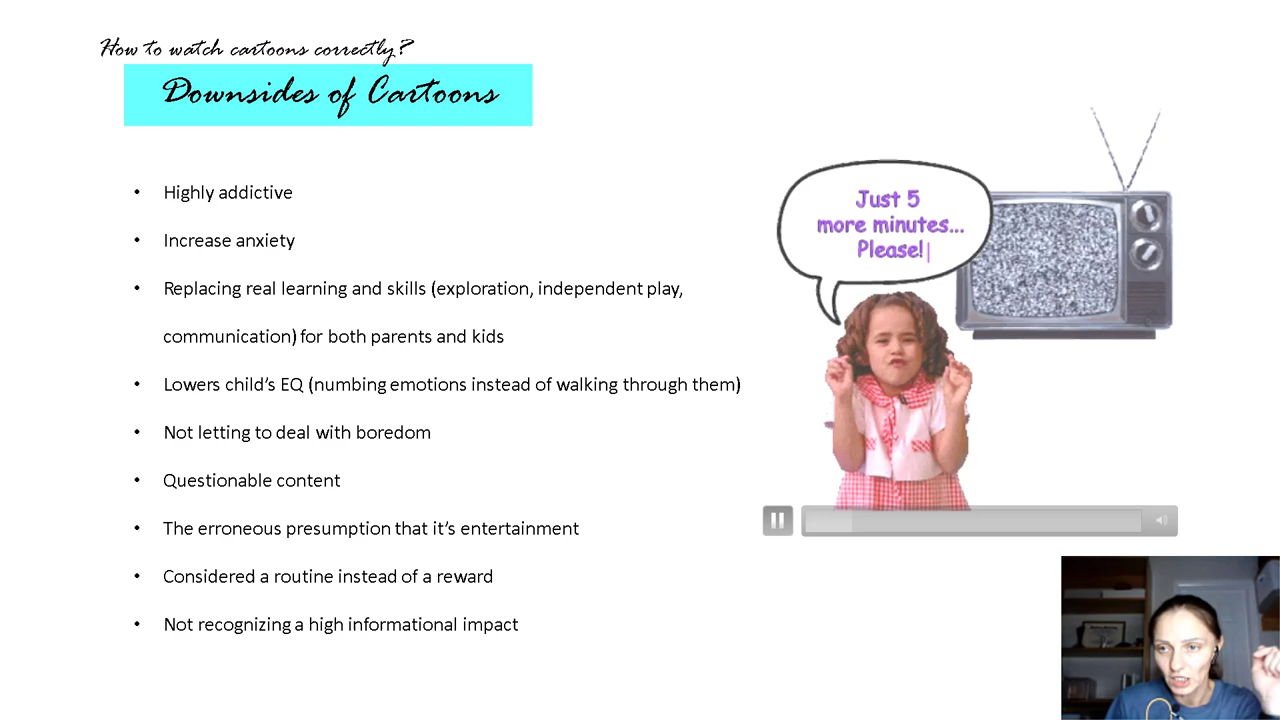 How to watch cartoons correctly?
Downsides of Cartoons
• Highly addictive
• Increase anxiety
• Replacing real learning and skills (exploration, independent play,
communication) for both parents and kids
• Lowers child's EQ (numbing emotions instead of walking through them)
• Not letting to deal with boredom
• Questionable content
• The erroneous presumption that it's entertainment
• Considered a routine instead of a reward
• Not recognizing a high informational impact
Just 5
more minutes...
Please!